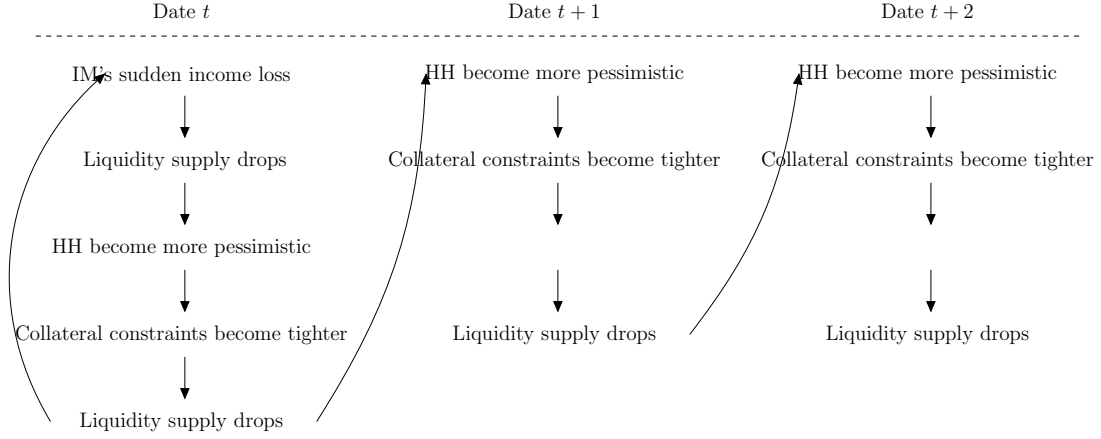 Date t
Date t + 1
Date t + 2
IM's sudden income loss
Liquidity supply drops
HH become more pessimistic
Collateral constraints become tighter
Liquidity supply drops
HH become more pessimistic
Collateral constraints become tighter
Liquidity supply drops
HH become more pessimistic
Collateral constraints become tighter
Liquidity supply drops